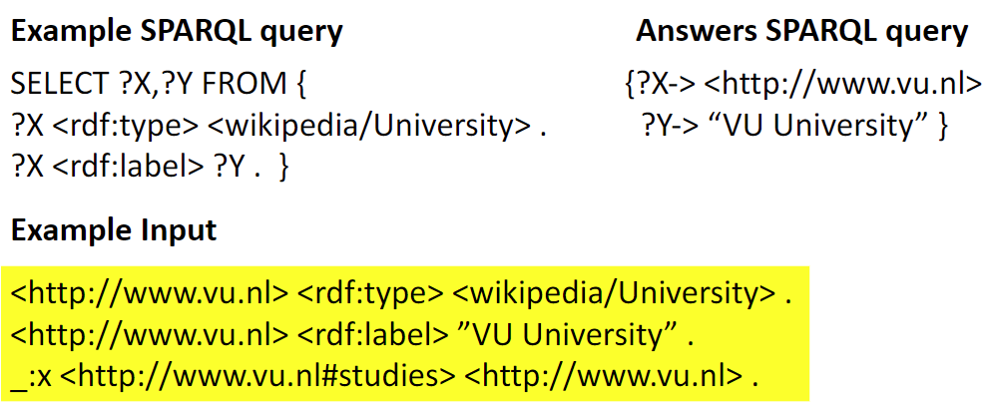 Example SPARQL query
SELECT ?X,?Y FROM {
?X <rdf:type> <wikipedia/University> .
?X <rdf:label> ?Y . }
Answers SPARQL query
{?X-> <http://www.vu.nl>
?Y-> “VU University” }
Example Input
<http://www.vu.nl> <rdf:type> <wikipedia/University> .
<http://www.vu.nl> <rdf:label> ”VU University” .
_:x <http://www.vu.nl#studies> <http://www.vu.nl> .